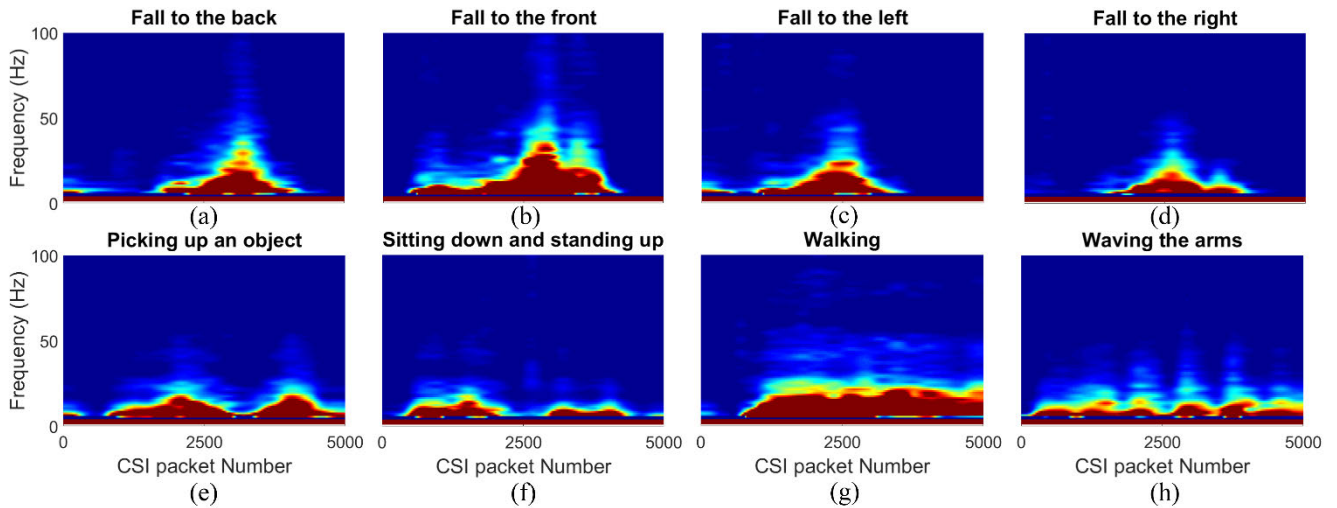 Fall to the back Fall to the front Fall to the left Fall to the right
100
50
0
Frequency (Hz)
(a) (b) (c) (d)
Picking up an object Sitting down and standing up Walking Waving the arms
100
50
0
Frequency (Hz)
0 2500 5000 0 2500 5000 0 2500 5000 0 2500 5000
CSI packet Number CSI packet Number CSI packet Number CSI packet Number
(e) (f) (g) (h)